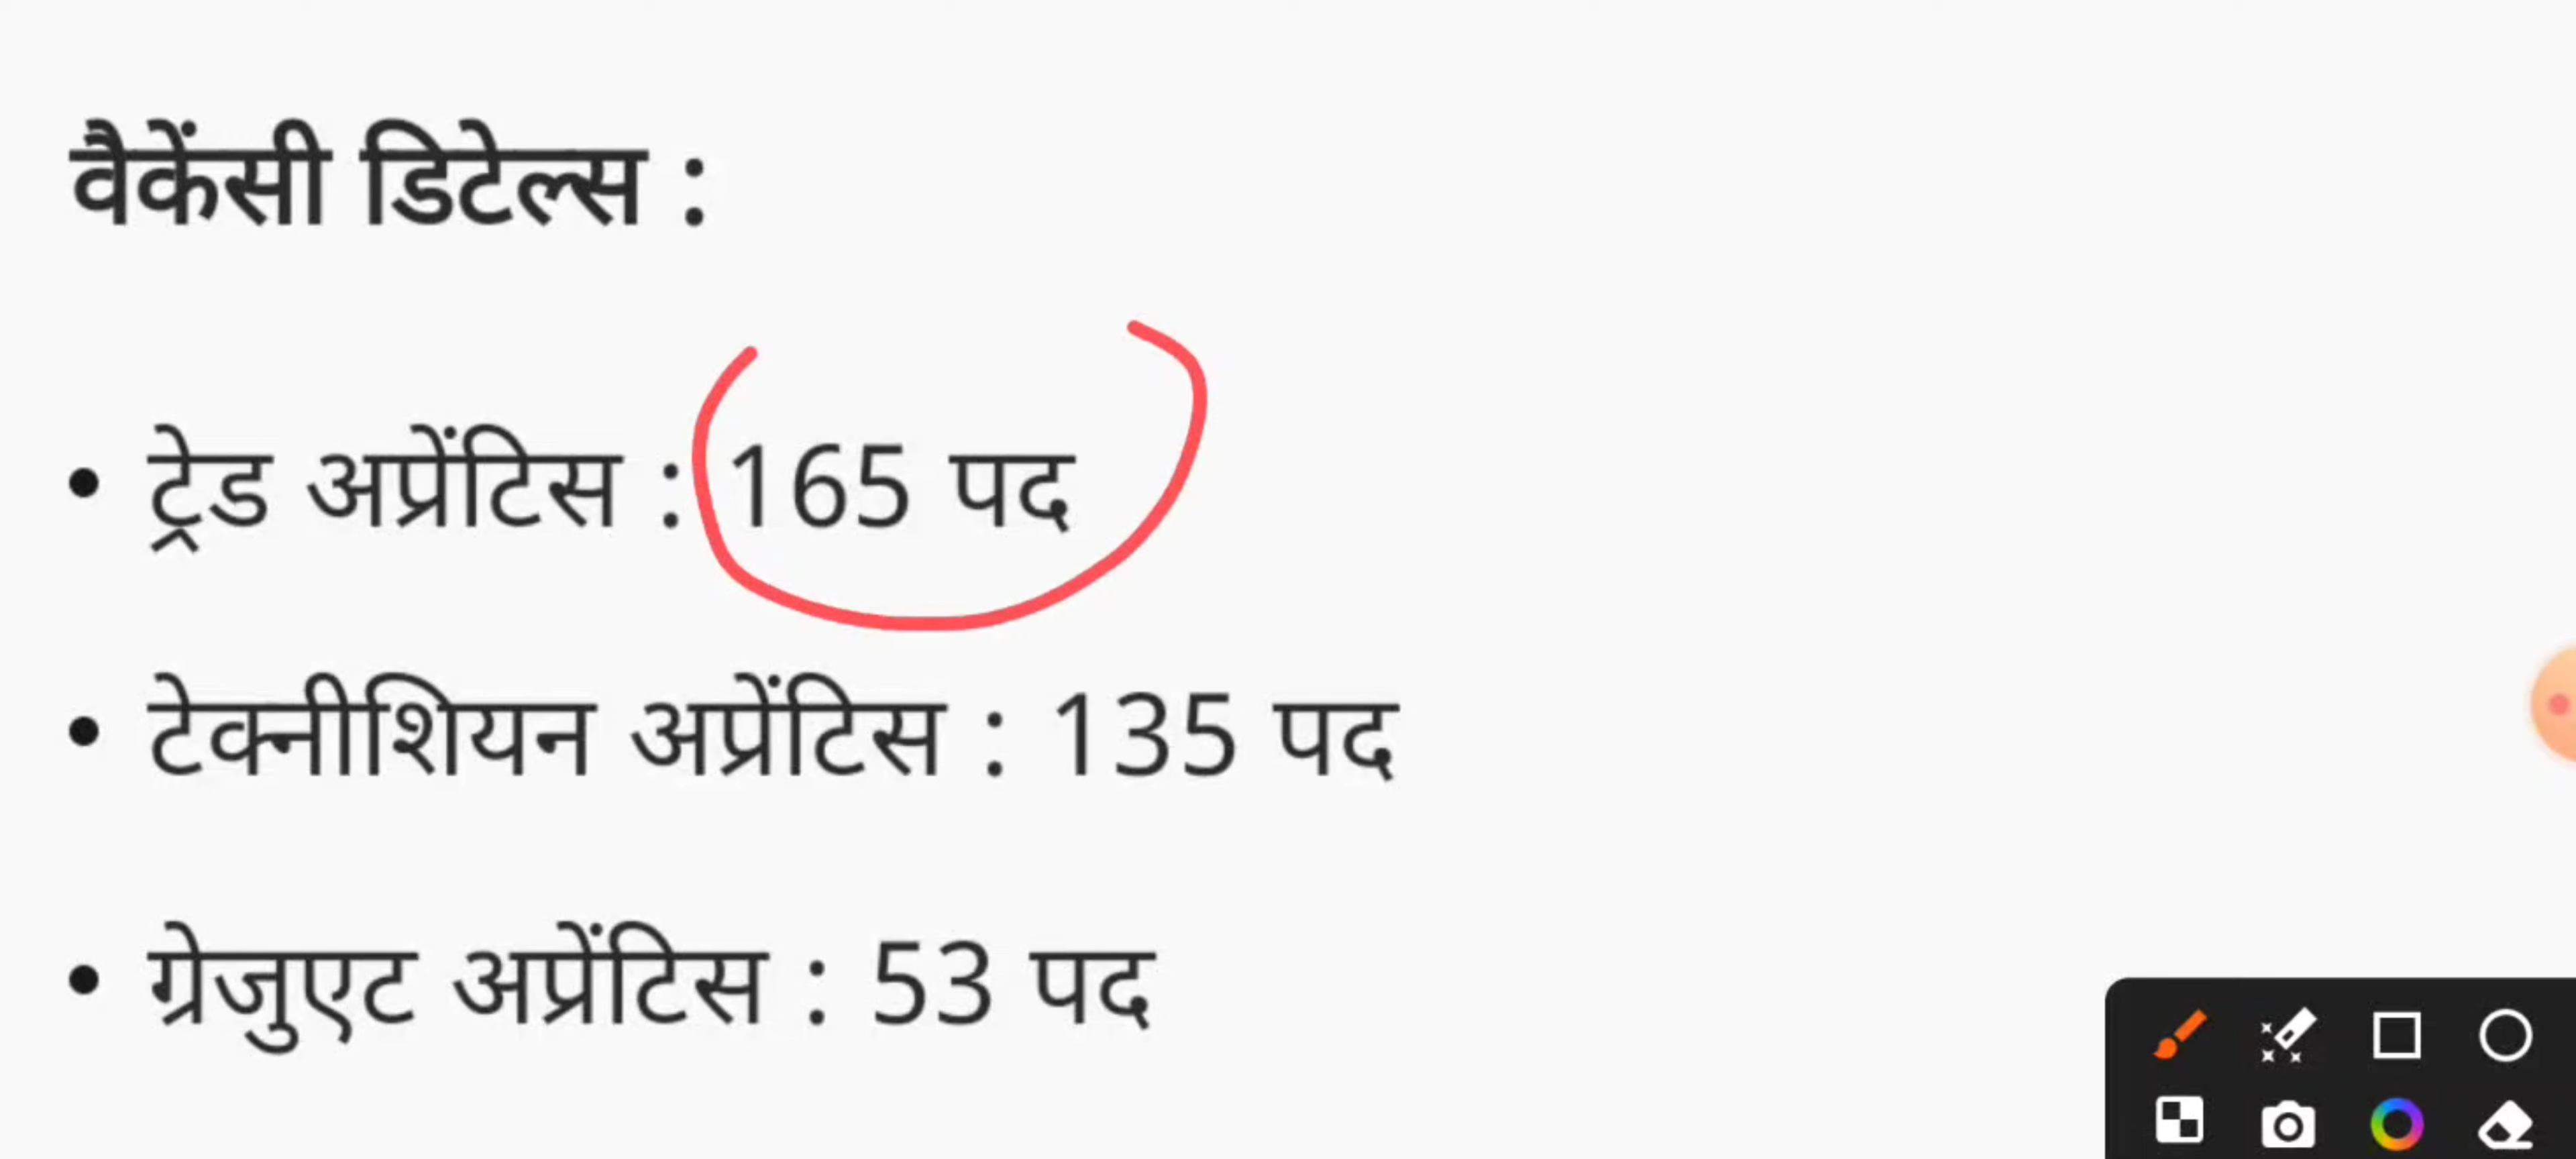 वैकेंसी डिटेल्स :
• ट्रेड अप्रेंटिस : 165 पद
• टेक्नीशियन अप्रेंटिस : 135 पद
• ग्रेजुएट अप्रेंटिस : 53 पद